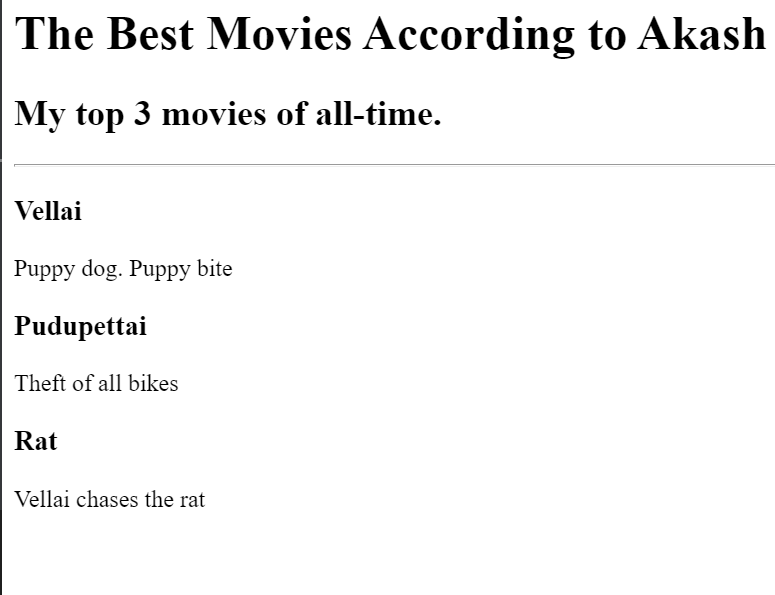 The Best Movies According to Akash
My top 3 movies of all-time.
Vellai
Puppy dog. Puppy bite
Pudupettai
Theft of all bikes
Rat
Vellai chases the rat